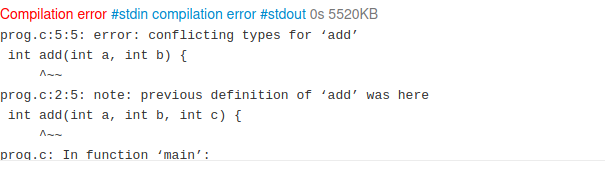 Compilation error #stdin compilation error #stdout 0s 5520KB
prog.c:5:5: error: conflicting types for ‘add’
 int add(int a, int b) {
     ^~~
prog.c:2:5: note: previous definition of ‘add’ was here
 int add(int a, int b, int c) {
     ^~~
prog.c: In function ‘main’: